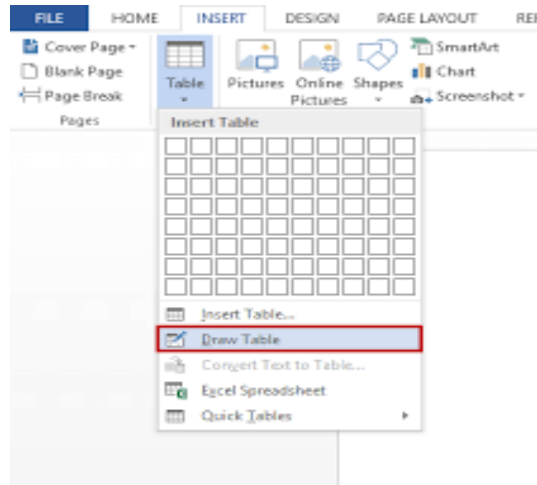 FILE HOME INSERT DESIGN PAGE LAYOUT REF
Cover Page
Blank Page
Page Break
Pages
Table
Pictures
Online Pictures
Shapes
SmartArt
Chart
Screenshot
Insert Table
Insert Table...
Draw Table
Convert Text to Table...
Excel Spreadsheet
Quick Tables